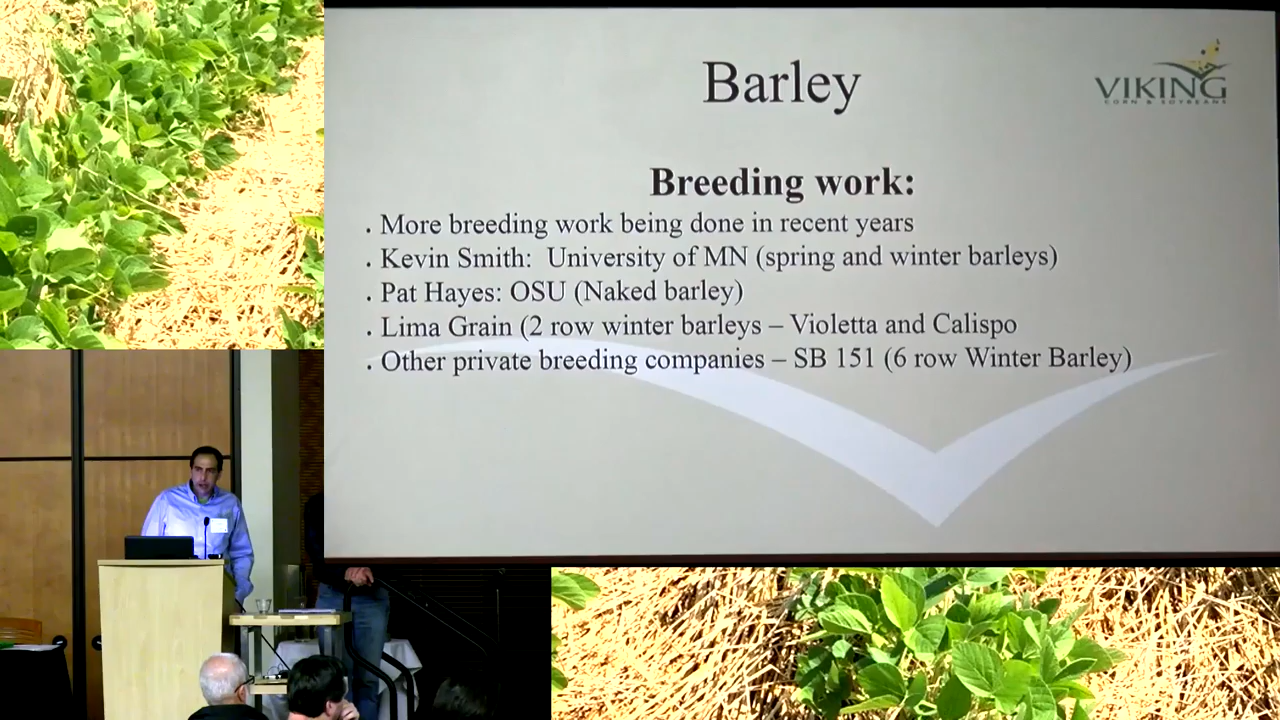 Barley
VIKING
CORN & SOYBEANS
Breeding work:
. More breeding work being done in recent years
. Kevin Smith: University of MN (spring and winter barleys)
. Pat Hayes: OSU (Naked barley)
. Lima Grain (2 row winter barleys – Violetta and Calispo
. Other private breeding companies – SB 151 (6 row Winter Barley)